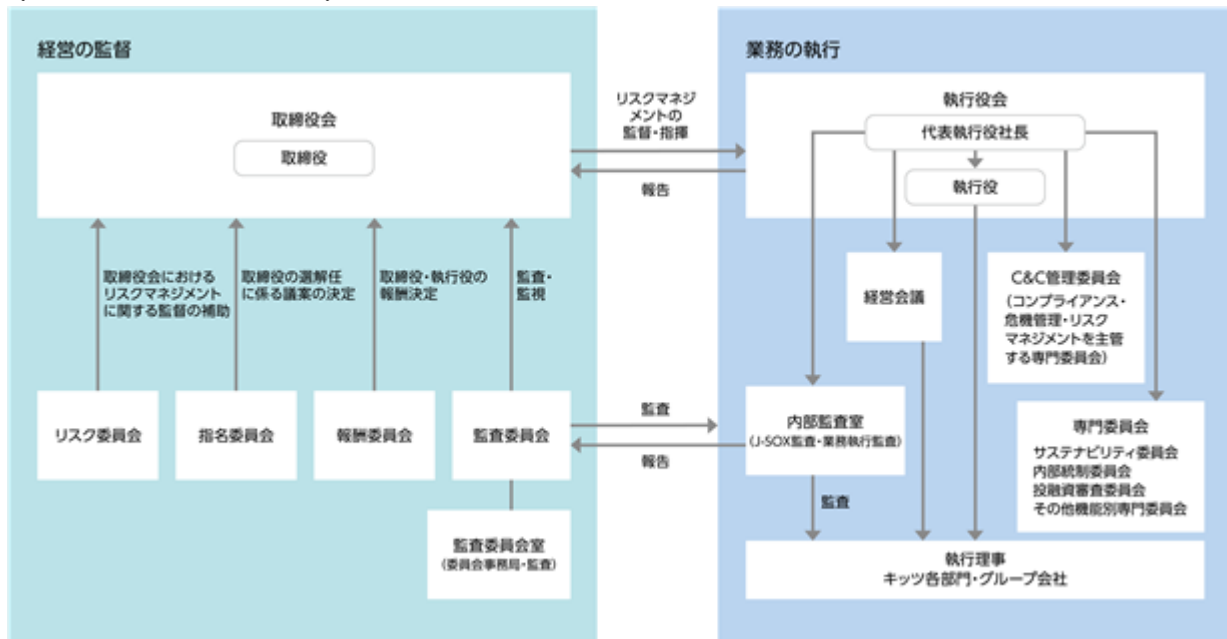 経営の監督
取締役会
取締役
取締役会における
リスクマネジメント
に関する監督の補助
取締役の選解任
に係る議案の決定
取締役・執行役の
報酬決定
監査・
監視
リスク委員会
指名委員会
報酬委員会
監査委員会
監査委員会室
(委員会事務局・監査)
リスクマネジ
メントの
監督・指揮
報告
監査
報告
業務の執行
執行役会
代表執行役社長
執行役
経営会議
C&C管理委員会
(コンプライアンス・
危機管理・リスク
マネジメントを主管
する専門委員会)
内部監査室
(J-SOX監査・業務執行監査)
監査
専門委員会
サステナビリティ委員会
内部統制委員会
投融資審査委員会
その他機能別専門委員会
執行理事
キッツ各部門・グループ会社